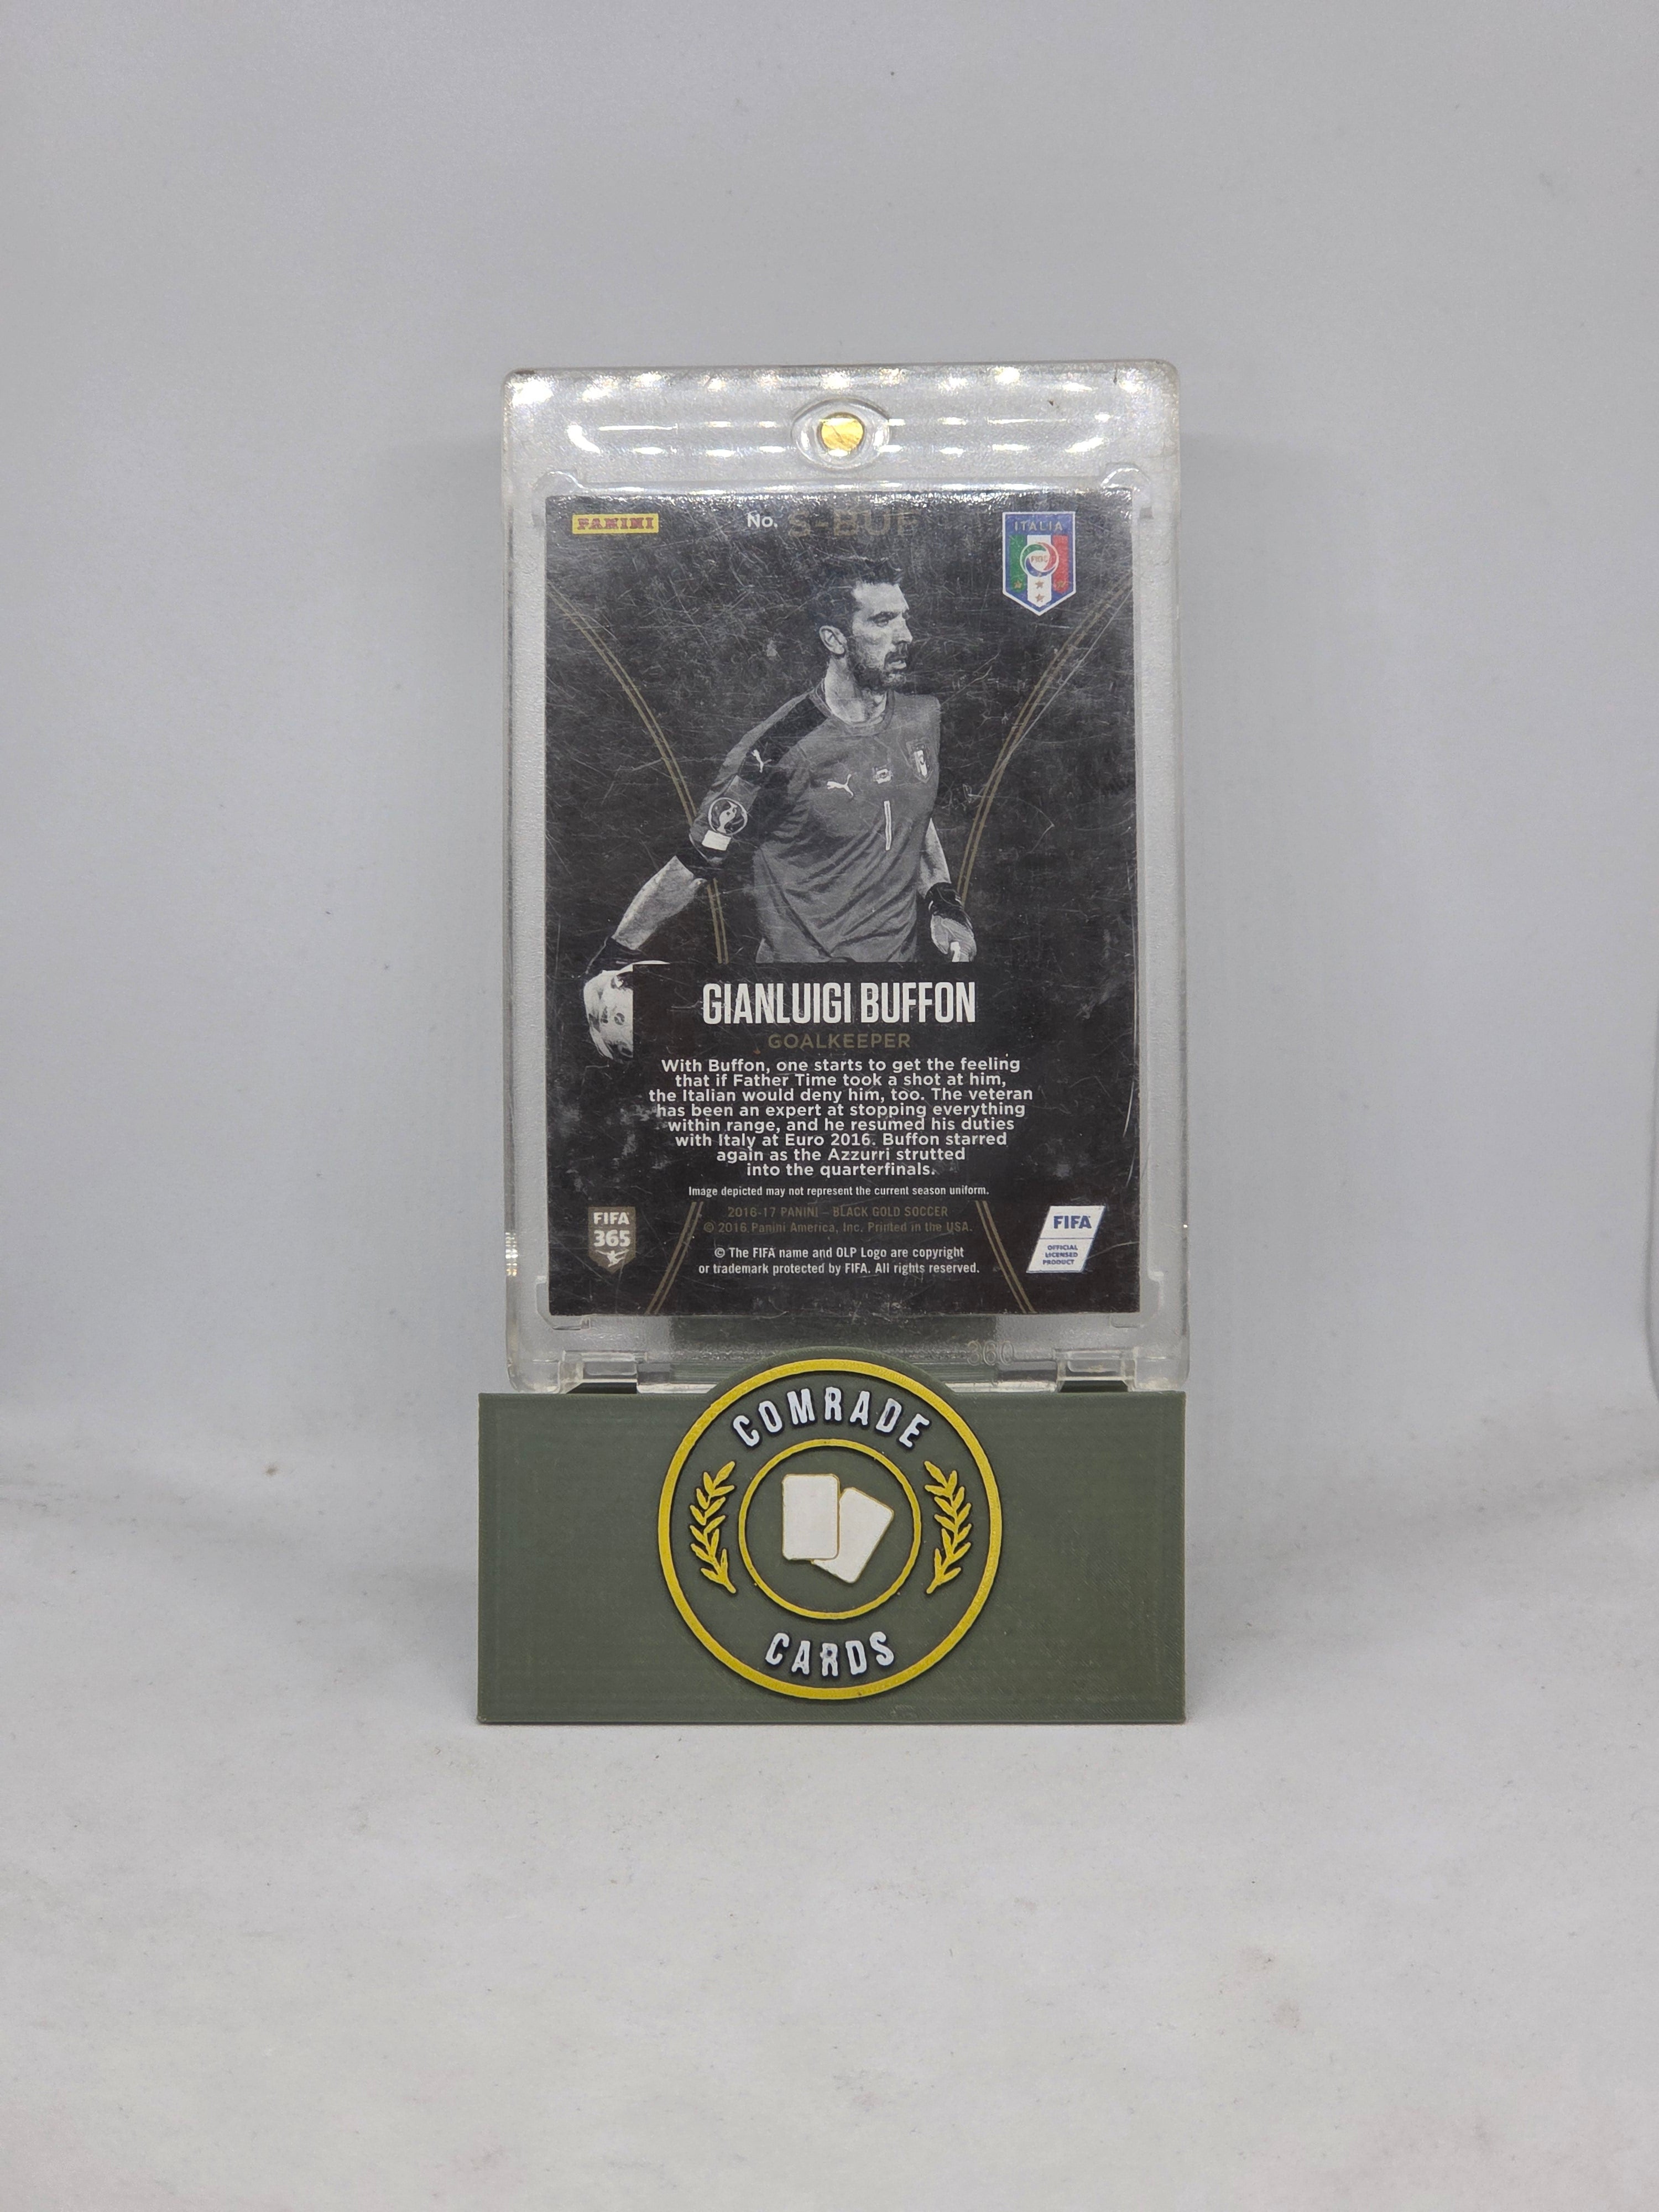 PANINI
No. S-BUF
ITALIA
FIGC
1
GIANLUIGI BUFFON
GOALKEEPER
With Buffon, one starts to get the feeling
that if Father Time took a shot at him,
the Italian would deny him, too. The veteran
has been an expert at stopping everything
within range, and he resumed his duties
with Italy at Euro 2016. Buffon starred
again as the Azzurri strutted
into the quarterfinals.
Image depicted may not represent the current season uniform.
2016-17 PANINI – BLACK GOLD SOCCER
© 2016 Panini America, Inc. Printed in the USA.
© The FIFA name and OLP Logo are copyright
or trademark protected by FIFA. All rights reserved.
FIFA
365
FIFA
OFFICIAL
LICENSED
PRODUCT
360
COMRADE
CARDS